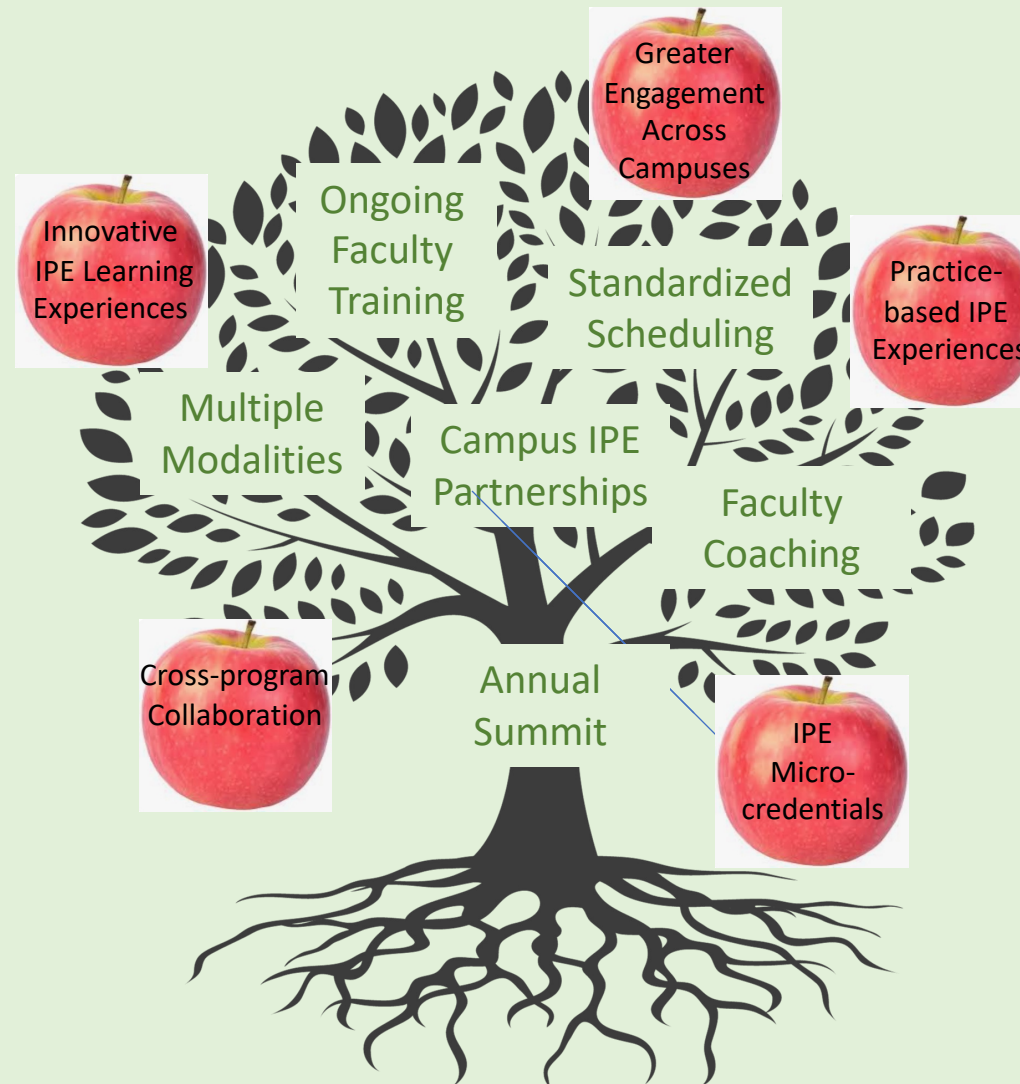 Greater
Engagement
Across
Campuses
Ongoing
Faculty
Training
Innovative
IPE Learning
Experiences
Standardized
Scheduling
Practice-
based IPE
Experiences
Multiple
Modalities
Campus IPE
Partnerships
Faculty
Coaching
Cross-program
Collaboration
Annual
Summit
IPE
Micro-
credentials